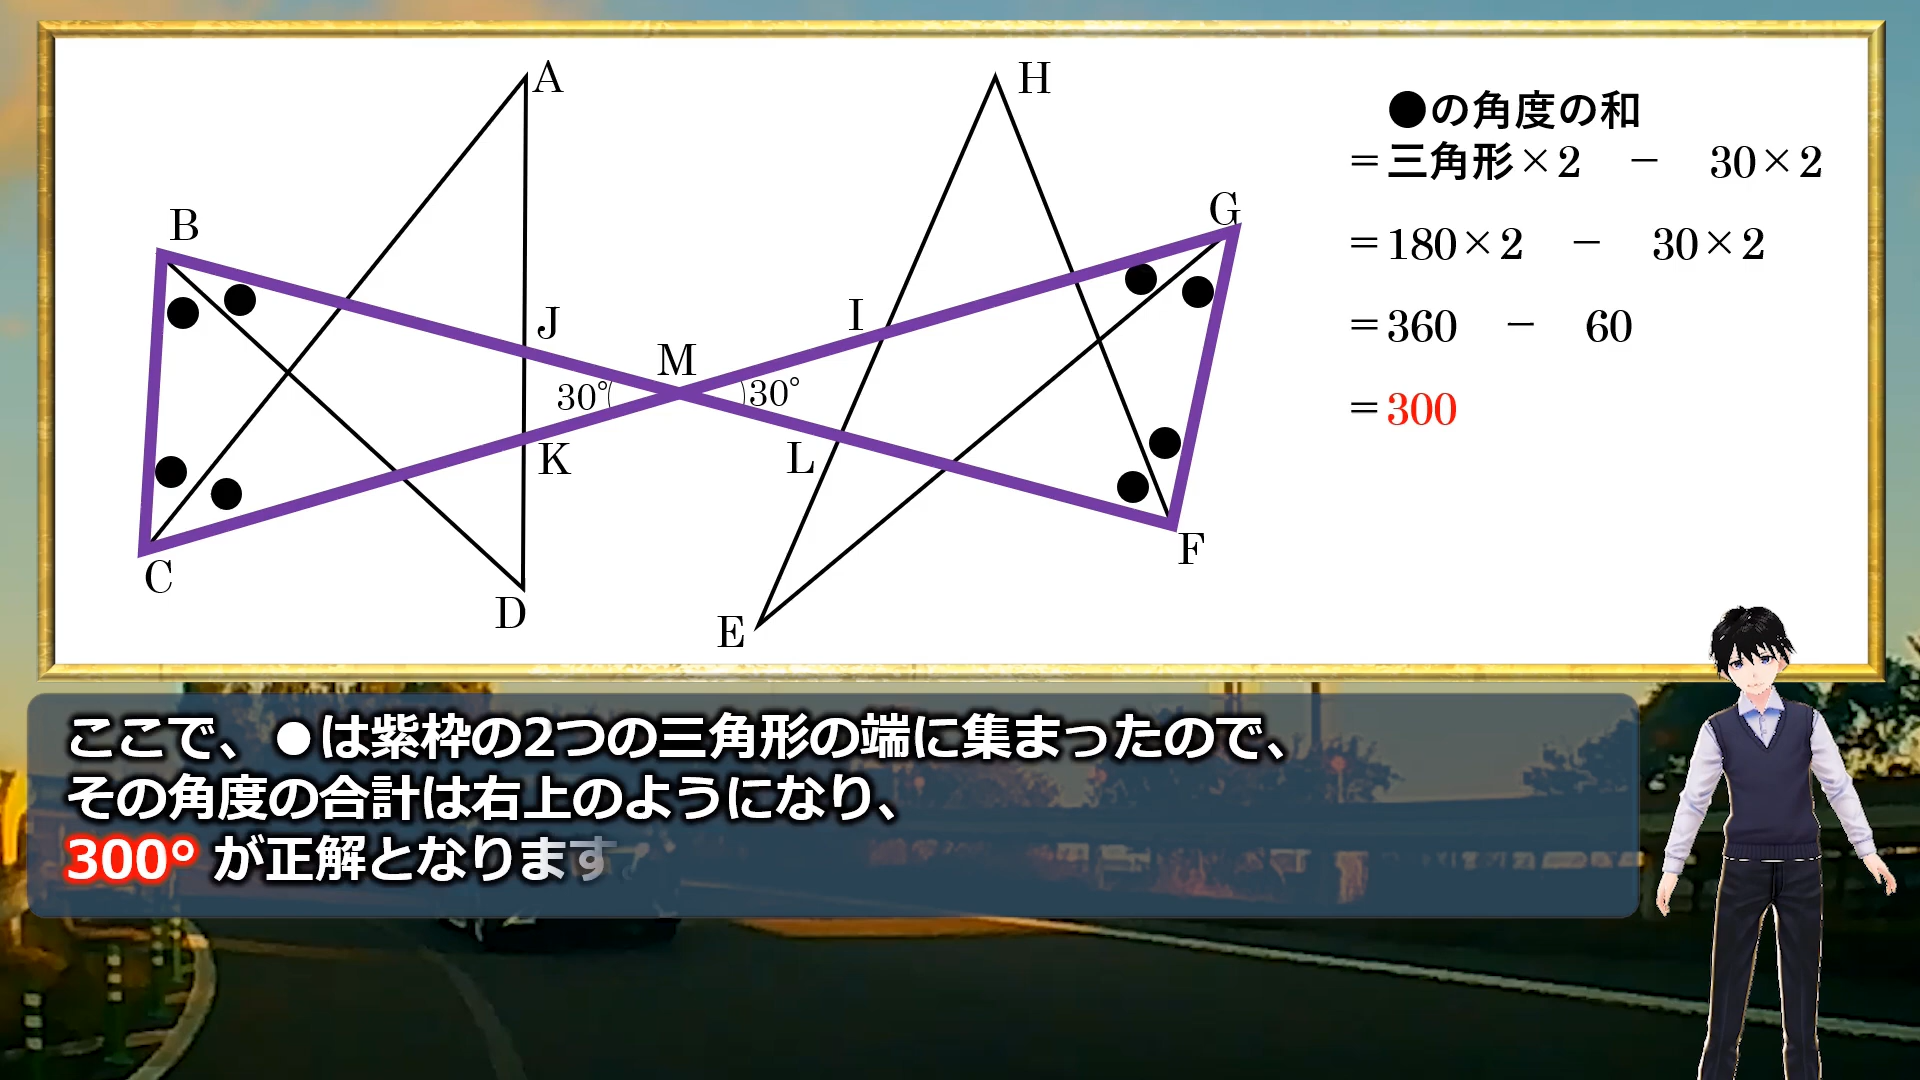 A
H
●の角度の和
=三角形×2 − 30×2
B
G
=180×2 − 30×2
J
I
=360 − 60
M
30°
30°
=300
K
L
C
F
D
E
ここで、●は紫枠の2つの三角形の端に集まったので、
その角度の合計は右上のようになり、
300° が正解となります